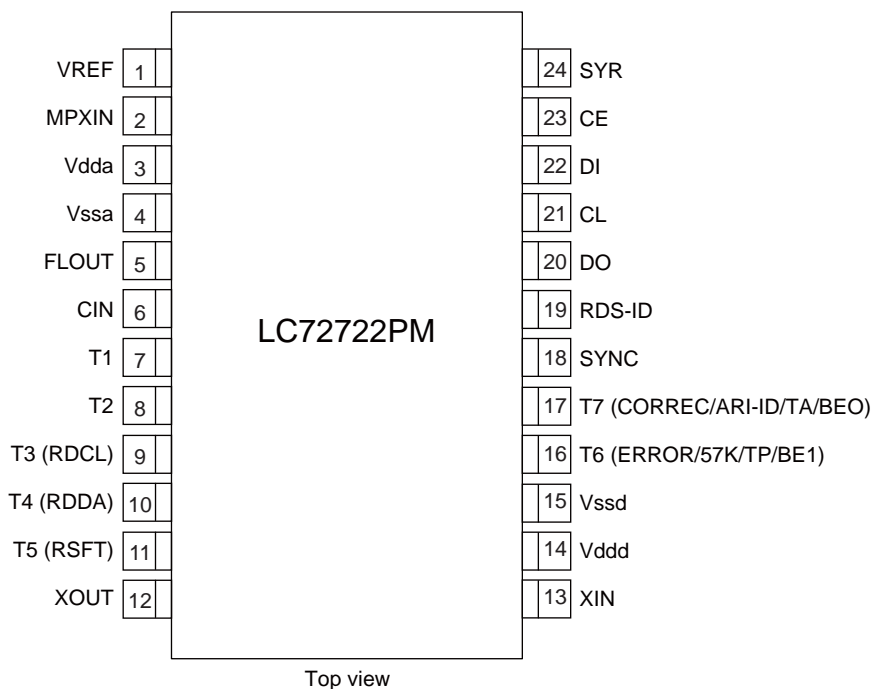 VREF 1
MPXIN 2
Vdda 3
Vssa 4
FLOUT 5
CIN 6
T1 7
T2 8
T3 (RDCL) 9
T4 (RDDA) 10
T5 (RSFT) 11
XOUT 12
LC72722PM
24 SYR
23 CE
22 DI
21 CL
20 DO
19 RDS-ID
18 SYNC
17 T7 (CORREC/ARI-ID/TA/BEO)
16 T6 (ERROR/57K/TP/BE1)
15 Vssd
14 Vddd
13 XIN
Top view